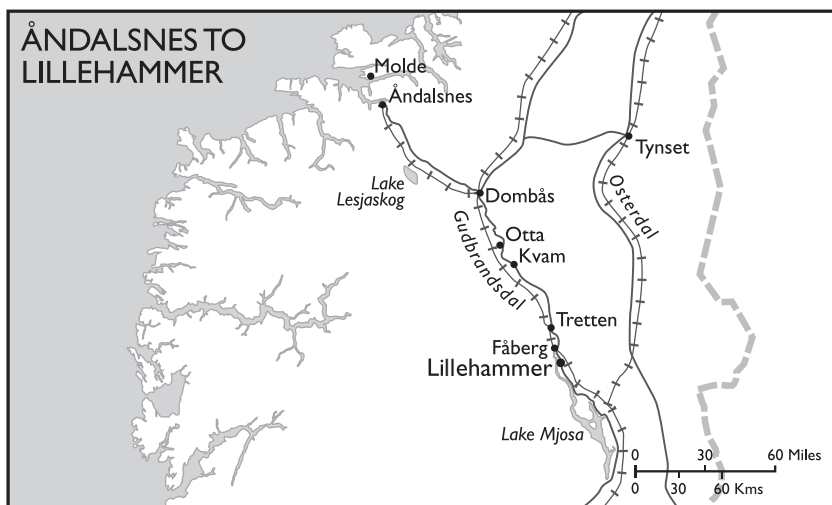 ÅNDALSNES TO
LILLEHAMMER
Molde
Åndalsnes
Tynset
Lake
Lesjaskog
Dombås
Osterdal
Otta
Kvam
Gudbrandsdal
Tretten
Fåberg
Lillehammer
Lake Mjosa
0 30 60 Miles
0 30 60 Kms